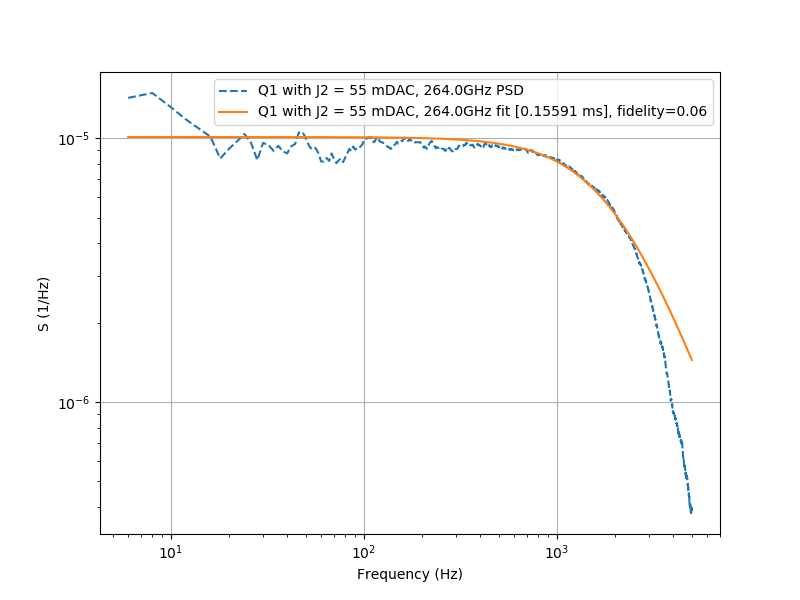 Q1 with J2 = 55 mDAC, 264.0GHz PSD
Q1 with J2 = 55 mDAC, 264.0GHz fit [0.15591 ms], fidelity=0.06
10⁻⁵
S (1/Hz)
10⁻⁶
10¹ 10² 10³
Frequency (Hz)